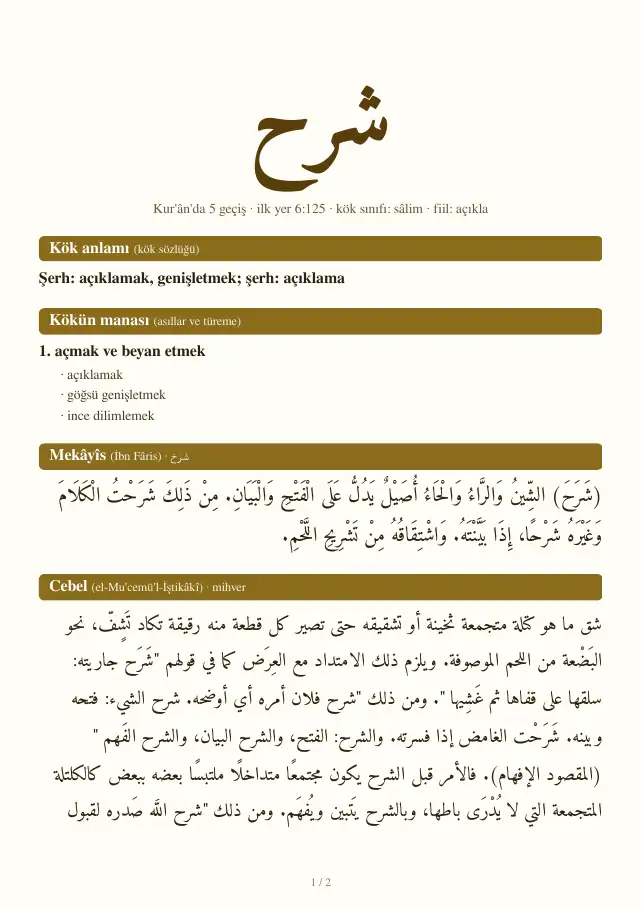 شرح
Kur'ân'da 5 geçiş · ilk yer 6:125 · kök sınıfı: sâlim · fiil: açıkla
Kök anlamı (kök sözlüğü)
Şerh: açıklamak, genişletmek; şerh: açıklama
Kökün manası (asıllar ve türeme)
1. açmak ve beyan etmek
· açıklamak
· göğsü genişletmek
· ince dilimlemek
Mekâyîs (İbn Fâris) · شرح
(شَرَحَ) الشِّينُ وَالرَّاءُ وَالْحَاءُ أُصَيْلٌ يَدُلُّ عَلَى الْفَتْحِ وَالْبَيَانِ. مِنْ ذَلِكَ شَرَحْتُ الْكَلَامَ
وَغَيْرَهُ شَرْحًا، إِذَا بَيَّنْتَهُ. وَاشْتِقَاقُهُ مِنْ تَشْرِيحِ اللَّحْمِ.
Cebel (el-Mu'cemü'l-İştikâkî) · mihver
شق ما هو كتلة متجمعة ثخينة أو تشقيقه حتى تصير كل قطعة منه رقيقة تكاد تَشِفّ، نحو
البَضْعة من اللحم الموصوفة. ويلزم ذلك الامتداد مع العِرَض كما في قولهم "شَرَح جاريته:
سلقها على قفاها ثم غَشِيها ". ومن ذلك "شرح فلان أمره أي أوضحه. شرح الشيء: فتحه
وبينه. شَرَحْت الغامض إذا فسرته. والشرح: الفتح، والشرح البيان، والشرح الفَهم "
(المقصود الإفهام). فالأمر قبل الشرح يكون مجتمعًا متداخلًا ملتبسًا بعضه ببعض كالكلتلة
المتجمعة التي لا يُدْرَى باطها، وبالشرح يَتبين ويُفهَم. ومن ذلك "شرح اللَّه صَدره لقبول
1 / 2